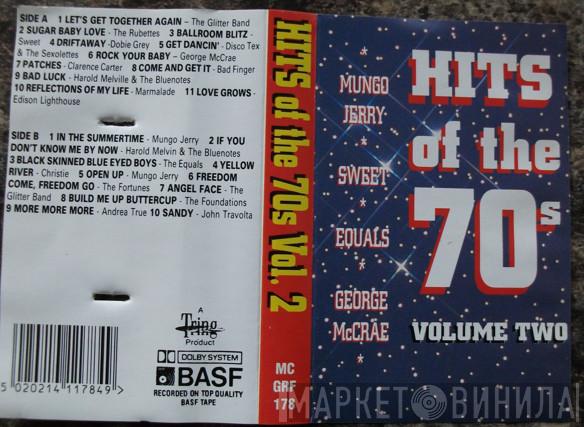 SIDE A 1 LET'S GET TOGETHER AGAIN – The Glitter Band
2 SUGAR BABY LOVE - The Rubettes 3 BALLROOM BLITZ -
Sweet 4 DRIFTAWAY - Dobie Grey 5 GET DANCIN' - Disco Tex
& The Sexolettes 6 ROCK YOUR BABY – George McCrae
7 PATCHES - Clarence Carter 8 COME AND GET IT - Bad Finger
9 BAD LUCK - Harold Melville & The Bluenotes
10 REFLECTIONS OF MY LIFE - Marmalade 11 LOVE GROWS -
Edison Lighthouse
SIDE B 1 IN THE SUMMERTIME - Mungo Jerry 2 IF YOU
DON'T KNOW ME BY NOW - Harold Melvin & The Bluenotes
3 BLACK SKINNED BLUE EYED BOYS - The Equals 4 YELLOW
RIVER - Christie 5 OPEN UP - Mungo Jerry 6 FREEDOM
COME, FREEDOM GO - The Fortunes 7 ANGEL FACE - The
Glitter Band 8 BUILD ME UP BUTTERCUP - The Foundations
9 MORE MORE MORE - Andrea True 10 SANDY - John Travolta
A
Tring
Product
DOLBY SYSTEM
BASF
RECORDED ON TOP QUALITY
BASF TAPE
5 020214 117849 >
HITS of the 70s Vol. 2
MC
GRF
178
* MUNGO
JERRY
*
SWEET
*
EQUALS
*
GEORGE
McCRAE
*
HITS
of the
70s
VOLUME TWO
МАРКЕТ ВИНИЛА!